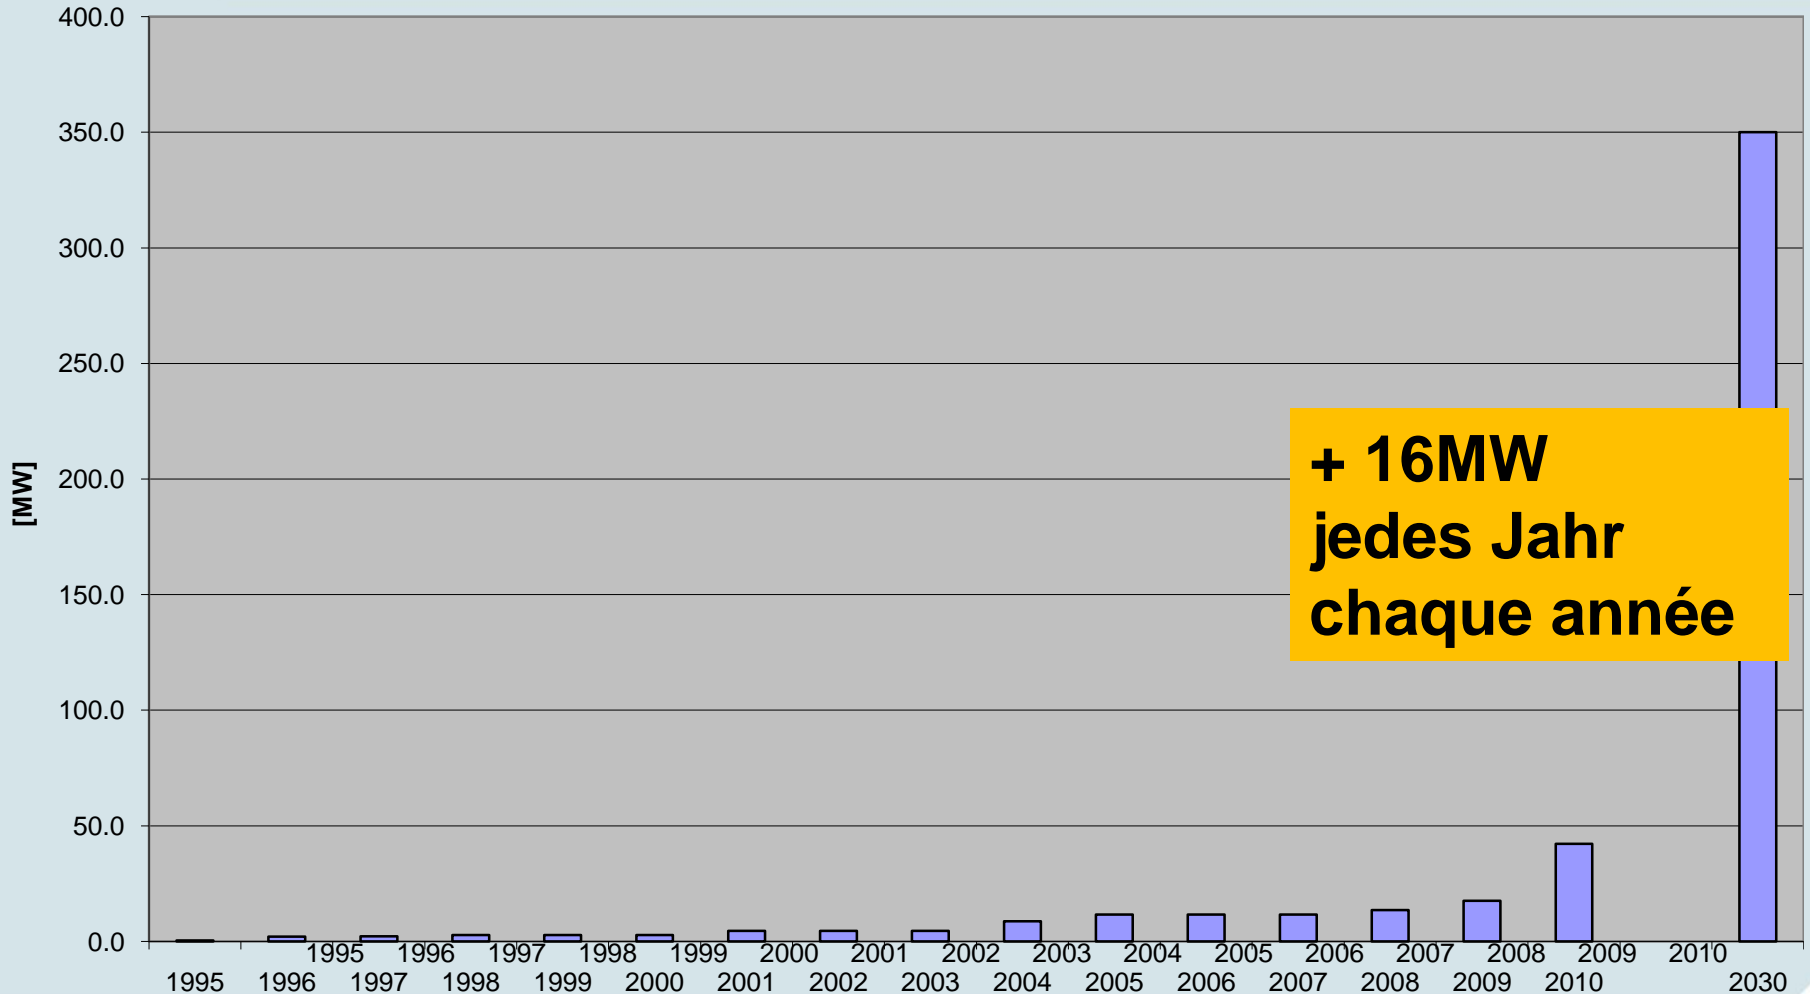 400.0
350.0
300.0
250.0
200.0
150.0
100.0
50.0
0.0
[MW]
+ 16MW
jedes Jahr
chaque année
1995 1996 1997 1998 1999 2000 2001 2002 2003 2004 2005 2006 2007 2008 2009 2010
1995 1996 1997 1998 1999 2000 2001 2002 2003 2004 2005 2006 2007 2008 2009 2010 2030